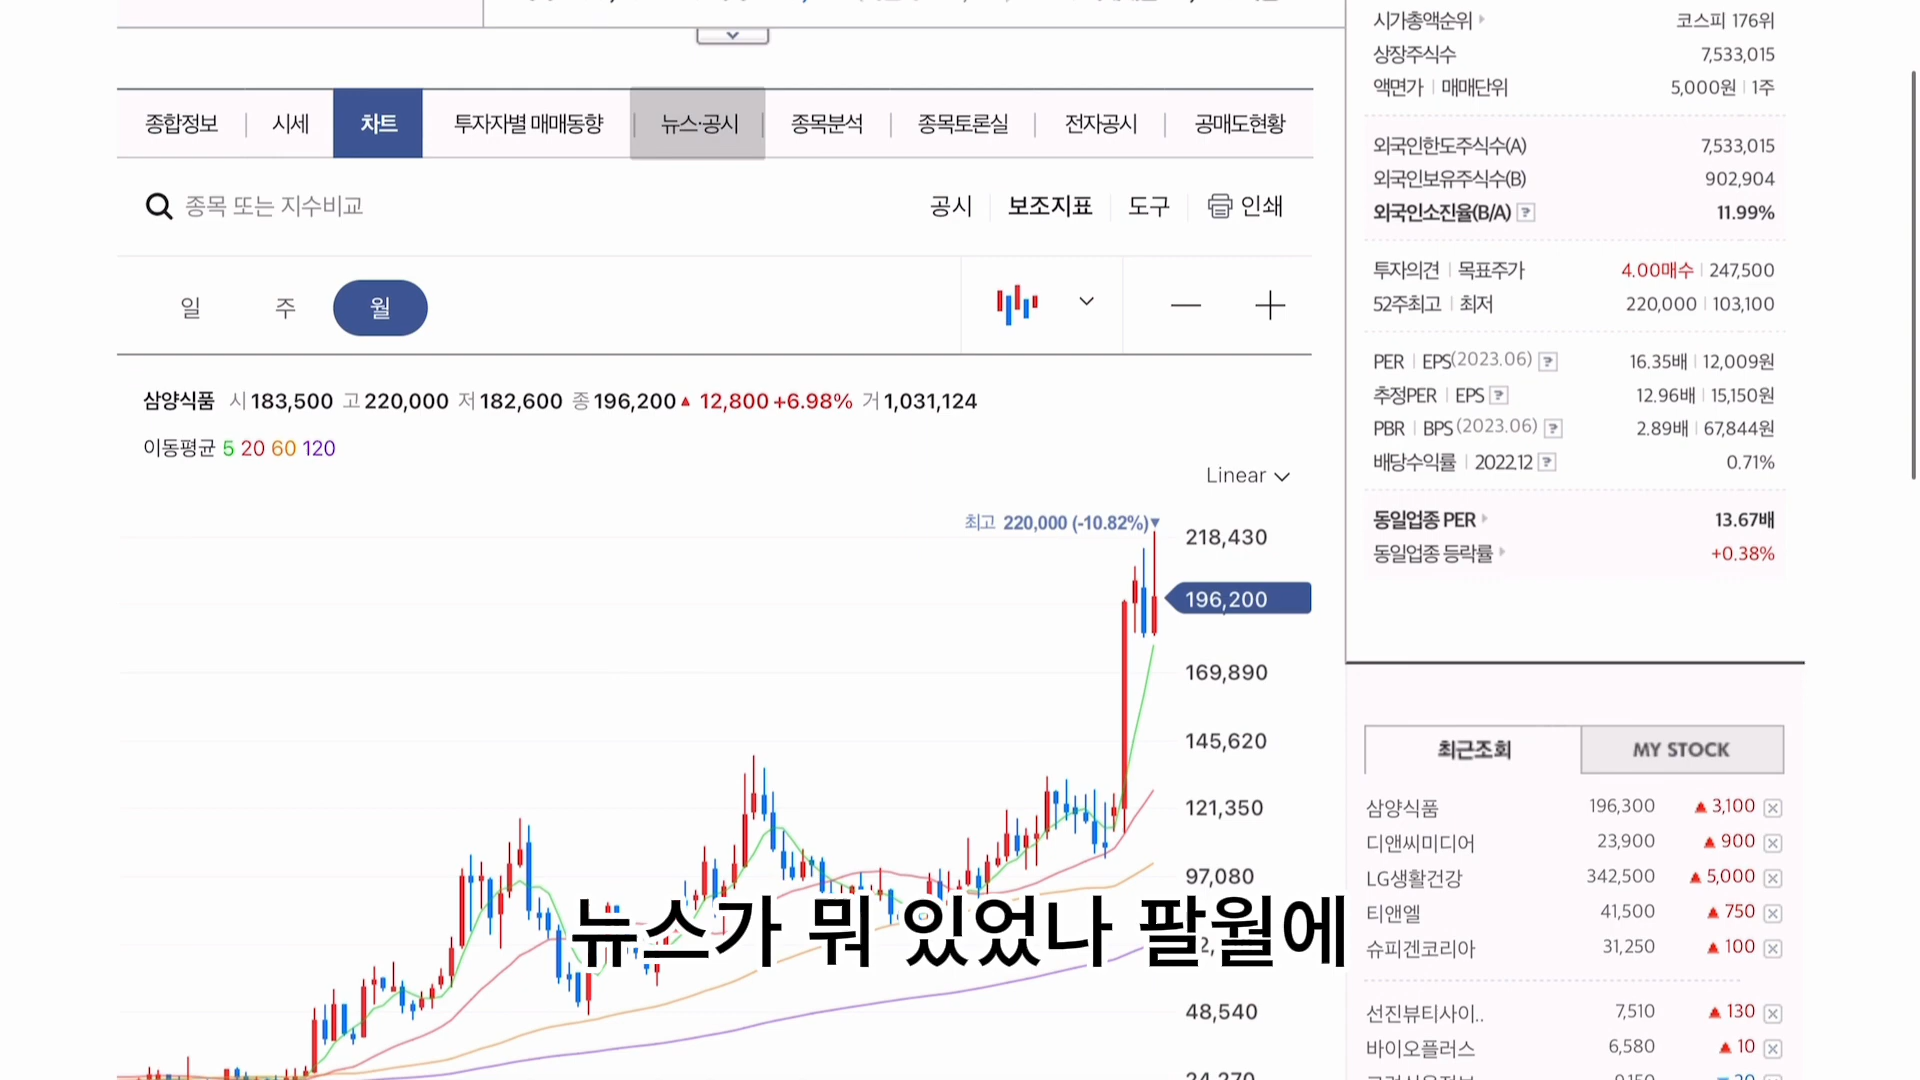 시가총액순위 코스피 176위
상장주식수 7,533,015
액면가 매매단위 5,000원 1주
종합정보 시세 차트 투자자별 매매동향 뉴스·공시 종목분석 종목토론실 전자공시 공매도현황
외국인한도주식수(A) 7,533,015
외국인보유주식수(B) 902,904
외국인소진율(B/A) ? 11.99%
종목 또는 지수비교 공시 보조지표 도구 인쇄
투자의견 목표주가 4.00매수 247,500
52주최고 최저 220,000 103,100
일 주 월
PER EPS(2023.06) ? 16.35배 12,009원
추정PER EPS ? 12.96배 15,150원
PBR BPS(2023.06) ? 2.89배 67,844원
배당수익률 2022.12 ? 0.71%
삼양식품 시 183,500 고 220,000 저 182,600 종 196,200 ▲ 12,800 +6.98% 거 1,031,124
이동평균 5 20 60 120
Linear
동일업종 PER 13.67배
동일업종 등락률 +0.38%
최고 220,000 (-10.82%)▼
218,430
196,200
169,890
145,620
121,350
97,080
48,540
뉴스가 뭐 있었나 팔월에
최근조회 MY STOCK
삼양식품 196,300 ▲ 3,100
디앤씨미디어 23,900 ▲ 900
LG생활건강 342,500 ▲ 5,000
티앤엘 41,500 ▲ 750
슈피겐코리아 31,250 ▲ 100
선진뷰티사이.. 7,510 ▲ 130
바이오플러스 6,580 ▲ 10